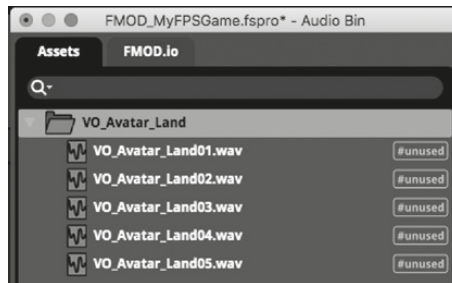 FMOD_MyFPSGame.fspro* - Audio Bin
Assets FMOD.io
VO_Avatar_Land
VO_Avatar_Land01.wav #unused
VO_Avatar_Land02.wav #unused
VO_Avatar_Land03.wav #unused
VO_Avatar_Land04.wav #unused
VO_Avatar_Land05.wav #unused